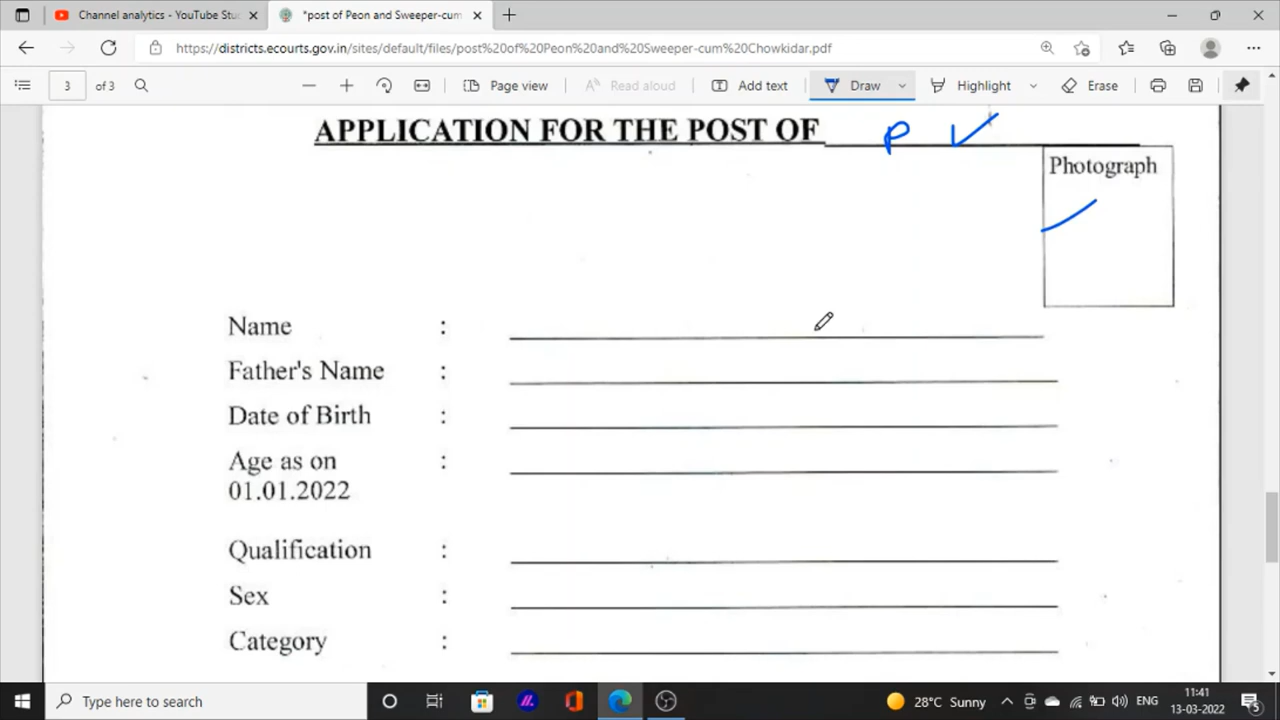 Channel analytics - YouTube Stu
"post of Peon and Sweeper-cum
https://districts.ecourts.gov.in/sites/default/files/post%20of%20Peon%20and%20Sweeper-cum%20Chowkidar.pdf
3 of 3
Page view
Read aloud
Add text
Draw
Highlight
Erase
APPLICATION FOR THE POST OF P
Photograph
Name :
Father's Name :
Date of Birth :
Age as on :
01.01.2022
Qualification :
Sex :
Category :
Type here to search
28°C Sunny
ENG
11:41
13-03-2022
5